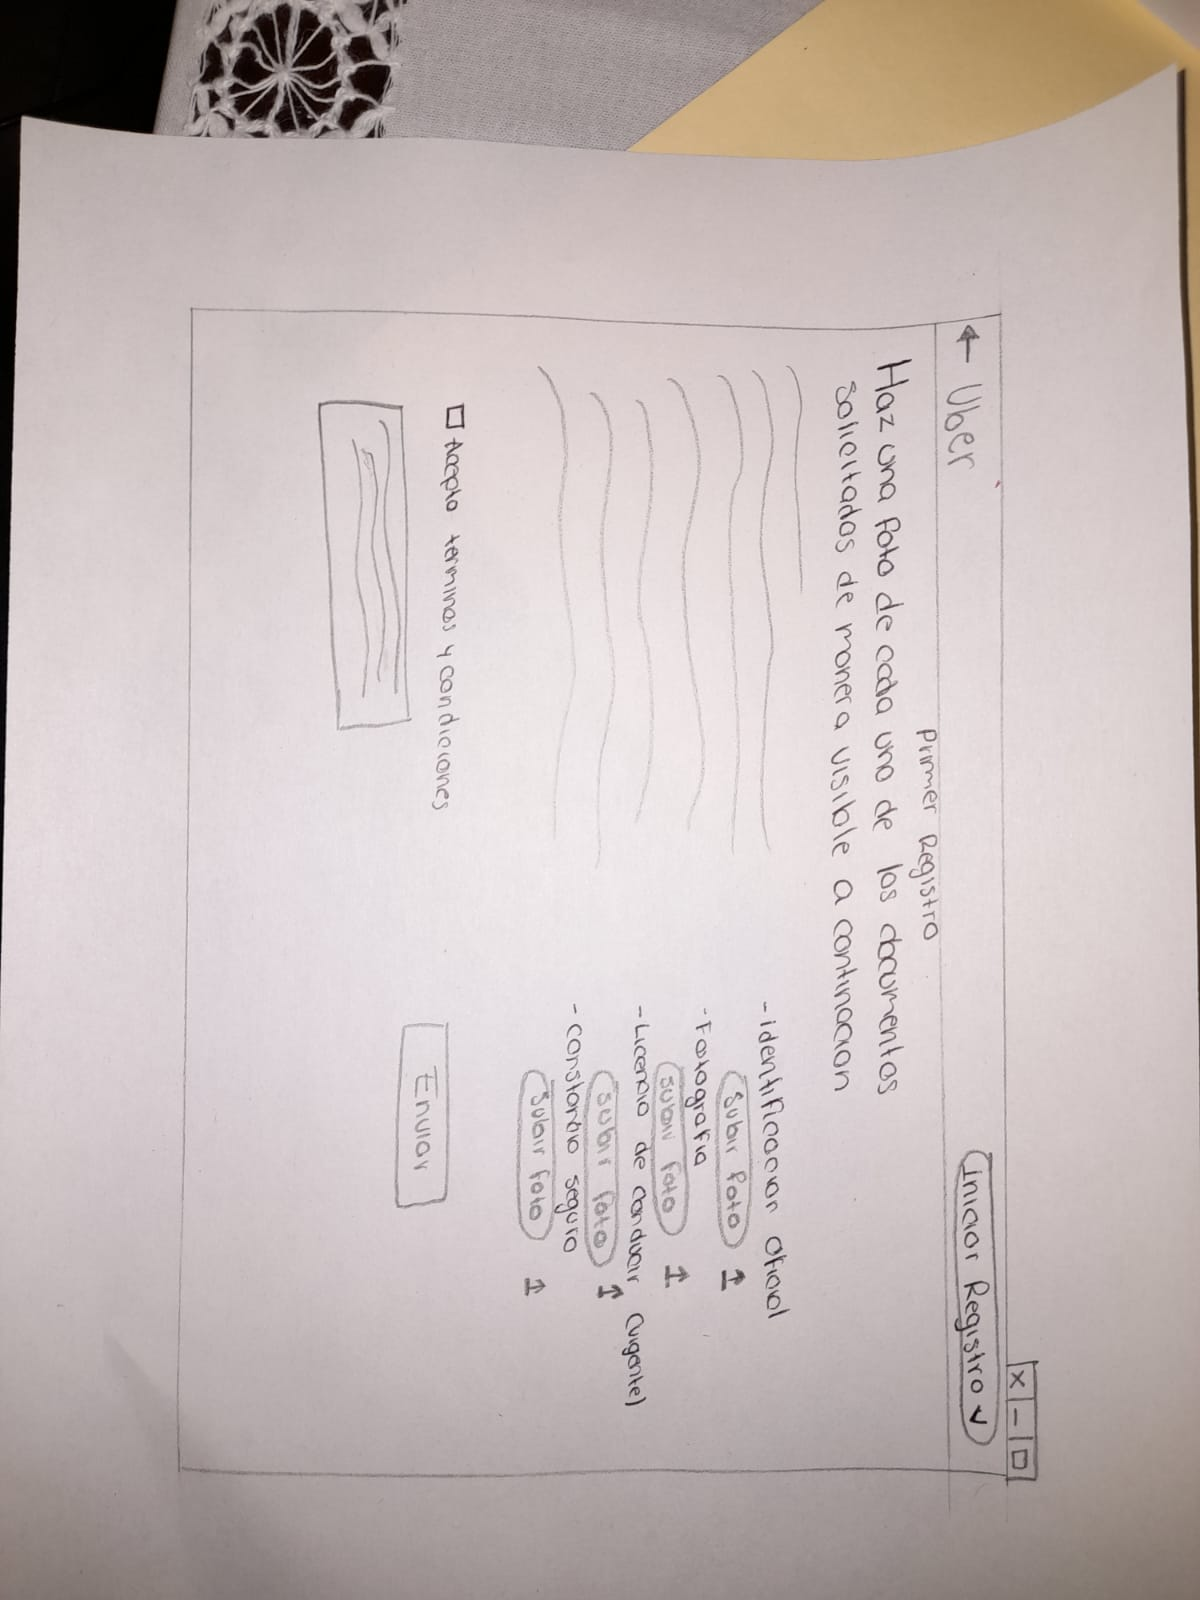 X - □
← Uber
Iniciar Registro ✓
Primer Registro
Haz una foto de cada uno de los documentos
solicitados de manera visible a continacion
- identificacion oficial
Subir foto ↥
- Footografia
subir foto ↥
- Licencia de conducir (vigente)
subir foto ↥
- constancia seguro
subir foto ↥
□ Acepto terminos y condiciones
Enviar